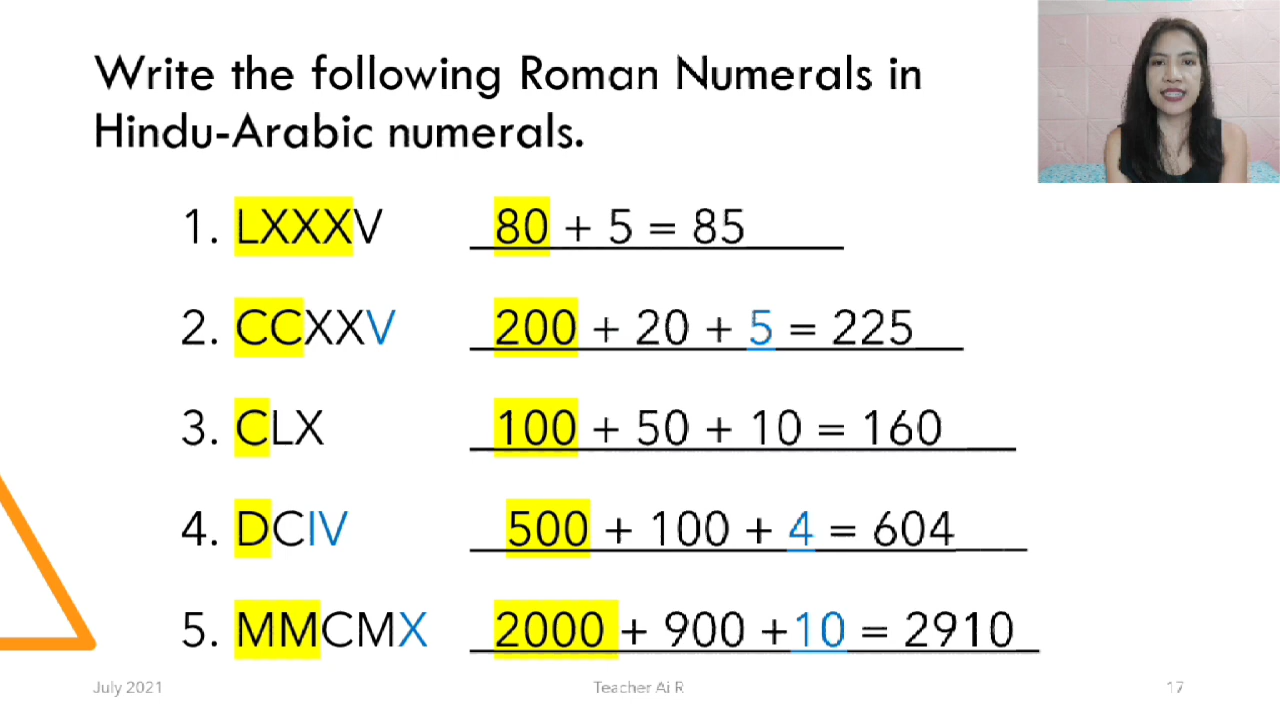 Write the following Roman Numerals in
Hindu-Arabic numerals.
1. LXXXV 80 + 5 = 85
2. CCXXV 200 + 20 + 5 = 225
3. CLX 100 + 50 + 10 = 160
4. DCIV 500 + 100 + 4 = 604
5. MMCMX 2000 + 900 +10 = 2910
July 2021 Teacher Ai R 17